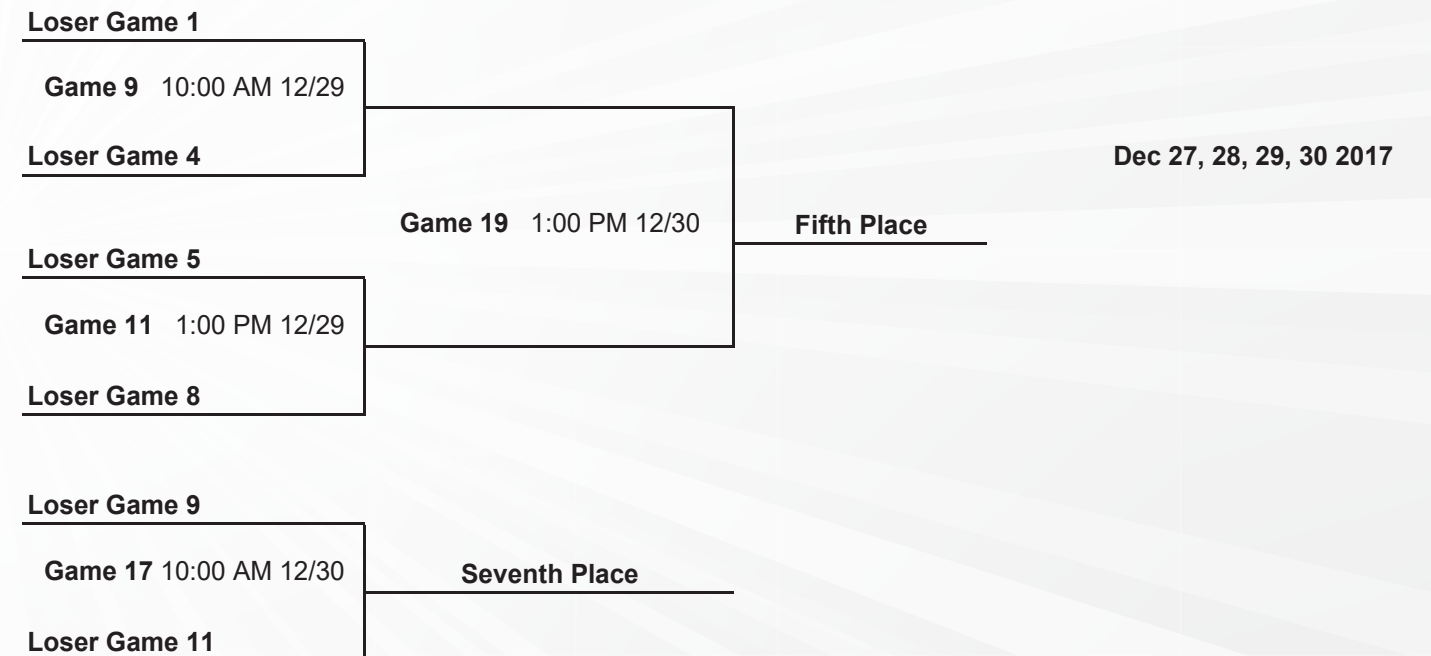 Loser Game 1
Game 9 10:00 AM 12/29
Loser Game 4
Dec 27, 28, 29, 30 2017
Game 19 1:00 PM 12/30
Fifth Place
Loser Game 5
Game 11 1:00 PM 12/29
Loser Game 8
Loser Game 9
Game 17 10:00 AM 12/30
Seventh Place
Loser Game 11